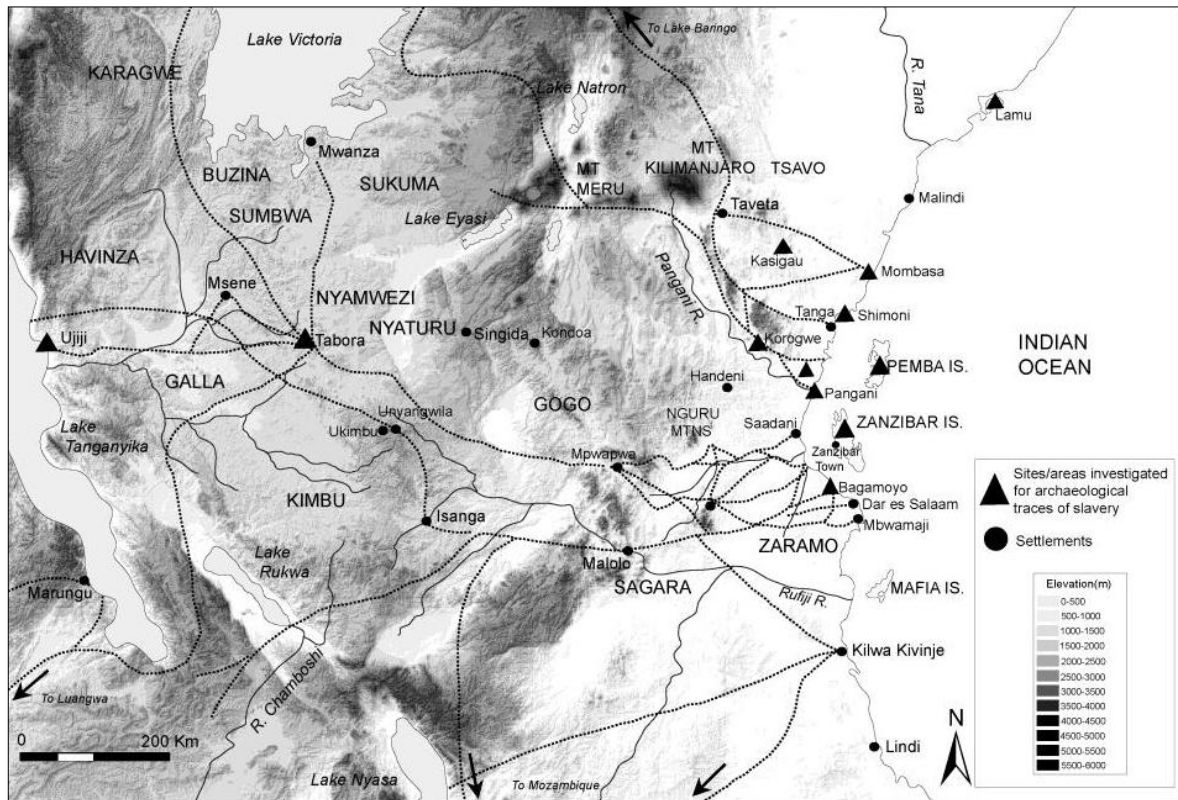 To Lake Baringo
Lake Victoria
KARAGWE
Lake Natron
R. Tana
Lamu
Mwanza
BUZINA
SUKUMA
MT
MERU
MT
KILIMANJARO
TSAVO
SUMBWA
Lake Eyasi
Taveta
Malindi
HAVINZA
Kasigau
Mombasa
Msene
NYAMWEZI
Pangani R.
Tanga
Shimoni
Ujiji
Tabora
NYATURU
Singida
Kondoa
Korogwe
INDIAN
OCEAN
PEMBA IS.
GALLA
Handeni
Pangani
GOGO
NGURU
MTNS
Unyangwila
Ukimbu
Saadani
ZANZIBAR IS.
Zanzibar
Town
Lake
Tanganyika
Mpwapwa
KIMBU
Bagamoyo
Dar es Salaam
Mbwamaji
Isanga
ZARAMO
Malolo
Lake
Rukwa
SAGARA
Rufiji R.
MAFIA IS.
Marungu
Kilwa Kivinje
To Luangwa
R. Chamboshi
Lindi
0 200 Km
Lake Nyasa
To Mozambique
N
Sites/areas investigated
for archaeological
traces of slavery
Settlements
Elevation(m)
0-500
500-1000
1000-1500
1500-2000
2000-2500
2500-3000
3000-3500
3500-4000
4000-4500
4500-5000
5000-5500
5500-6000